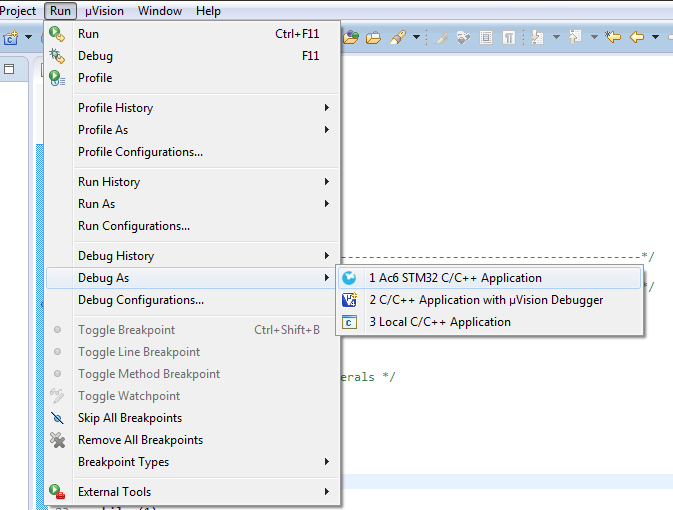 Project Run µVision Window Help
Run Ctrl+F11
Debug F11
Profile
Profile History
Profile As
Profile Configurations...
Run History
Run As
Run Configurations...
Debug History
Debug As
Debug Configurations...
Toggle Breakpoint Ctrl+Shift+B
Toggle Line Breakpoint
Toggle Method Breakpoint
Toggle Watchpoint
Skip All Breakpoints
Remove All Breakpoints
Breakpoint Types
External Tools
1 Ac6 STM32 C/C++ Application
2 C/C++ Application with µVision Debugger
3 Local C/C++ Application
--*/
*/
erals */